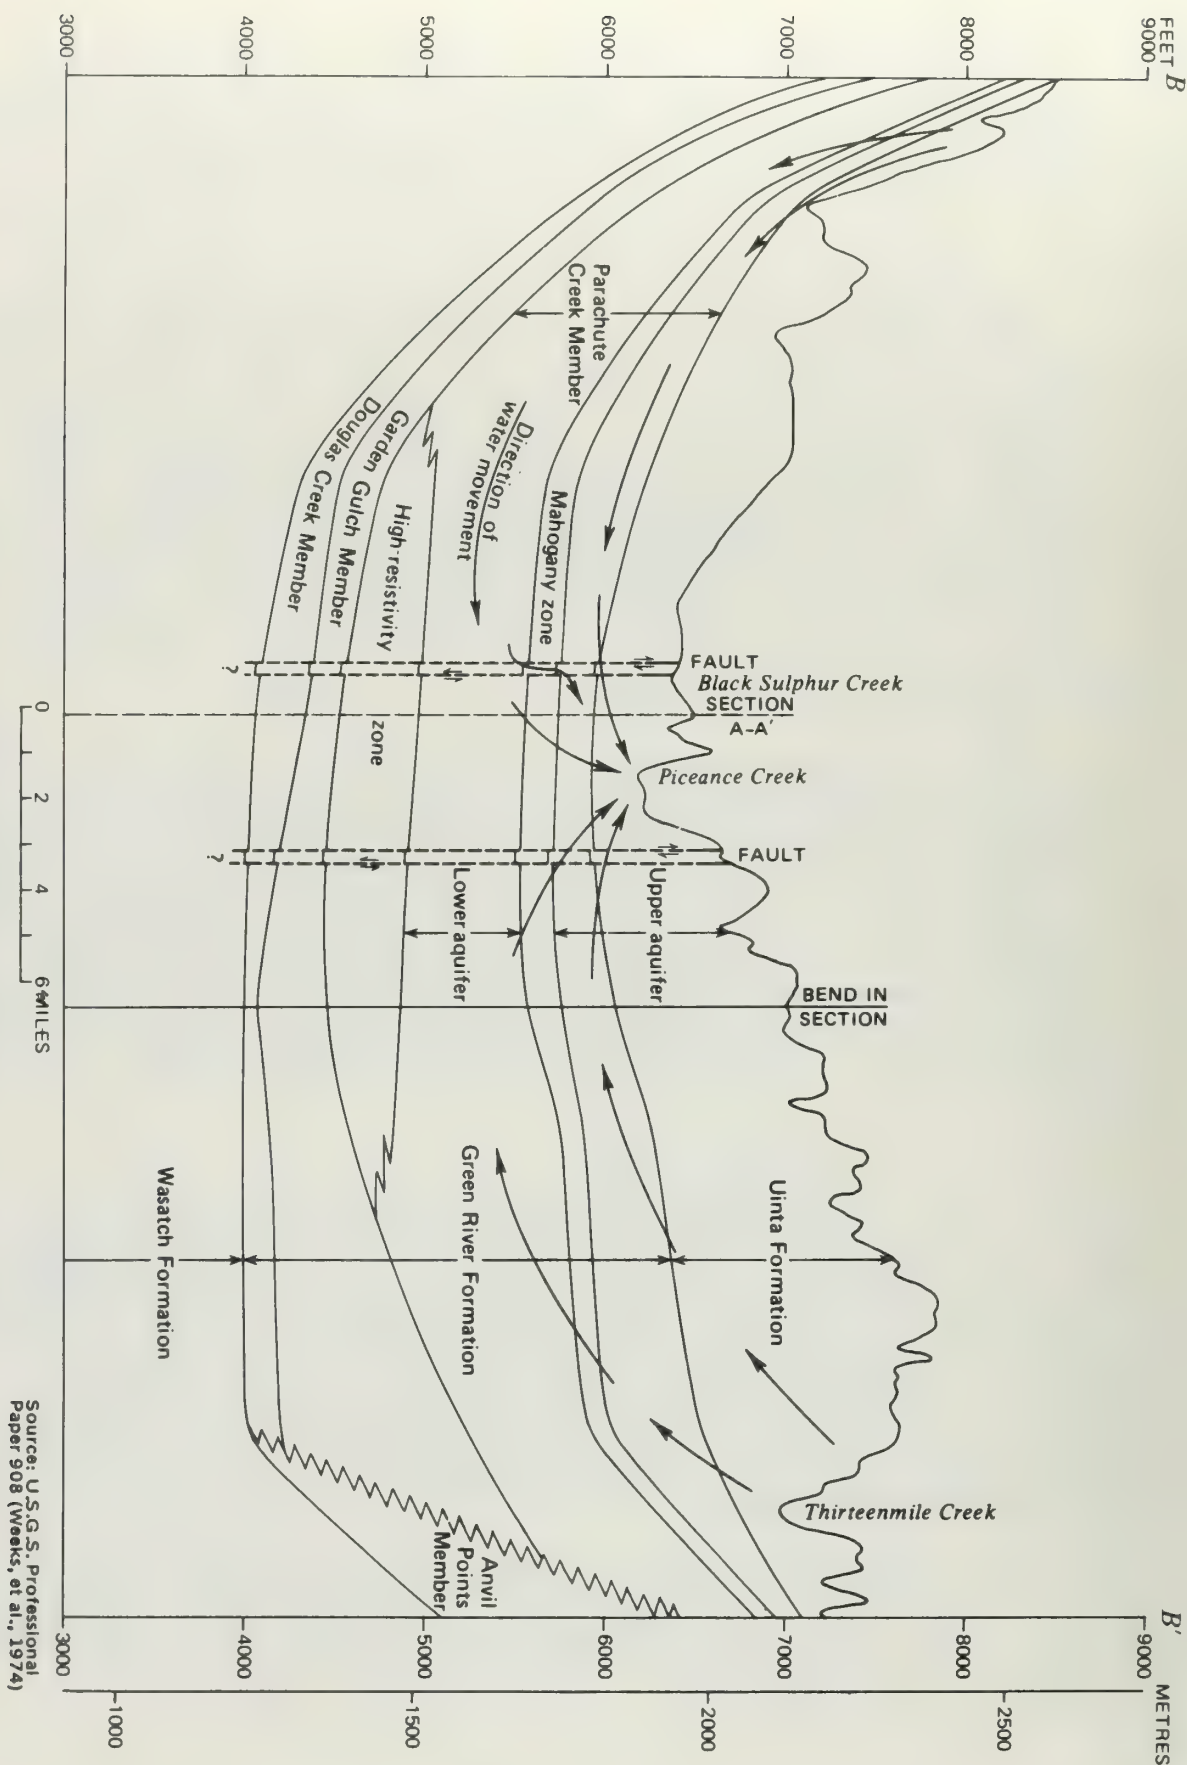 B
FEET
9000
8000
7000
6000
5000
4000
3000
B'
METRES
9000
8000
7000
6000
5000
4000
3000
2500
2000
1500
1000
FAULT
Black Sulphur Creek
SECTION
A-A'
Piceance Creek
FAULT
BEND IN
SECTION
Thirteenmile Creek
Parachute
Creek Member
Direction of
water movement
Mahogany zone
Upper aquifer
Lower aquifer
Uinta Formation
Green River Formation
Wasatch Formation
High-resistivity
zone
Garden Gulch Member
Douglas Creek Member
Anvil
Points
Member
?
?
0
2
4
6 MILES
Source: U.S.G.S. Professional
Paper 908 (Weeks, et al., 1974)